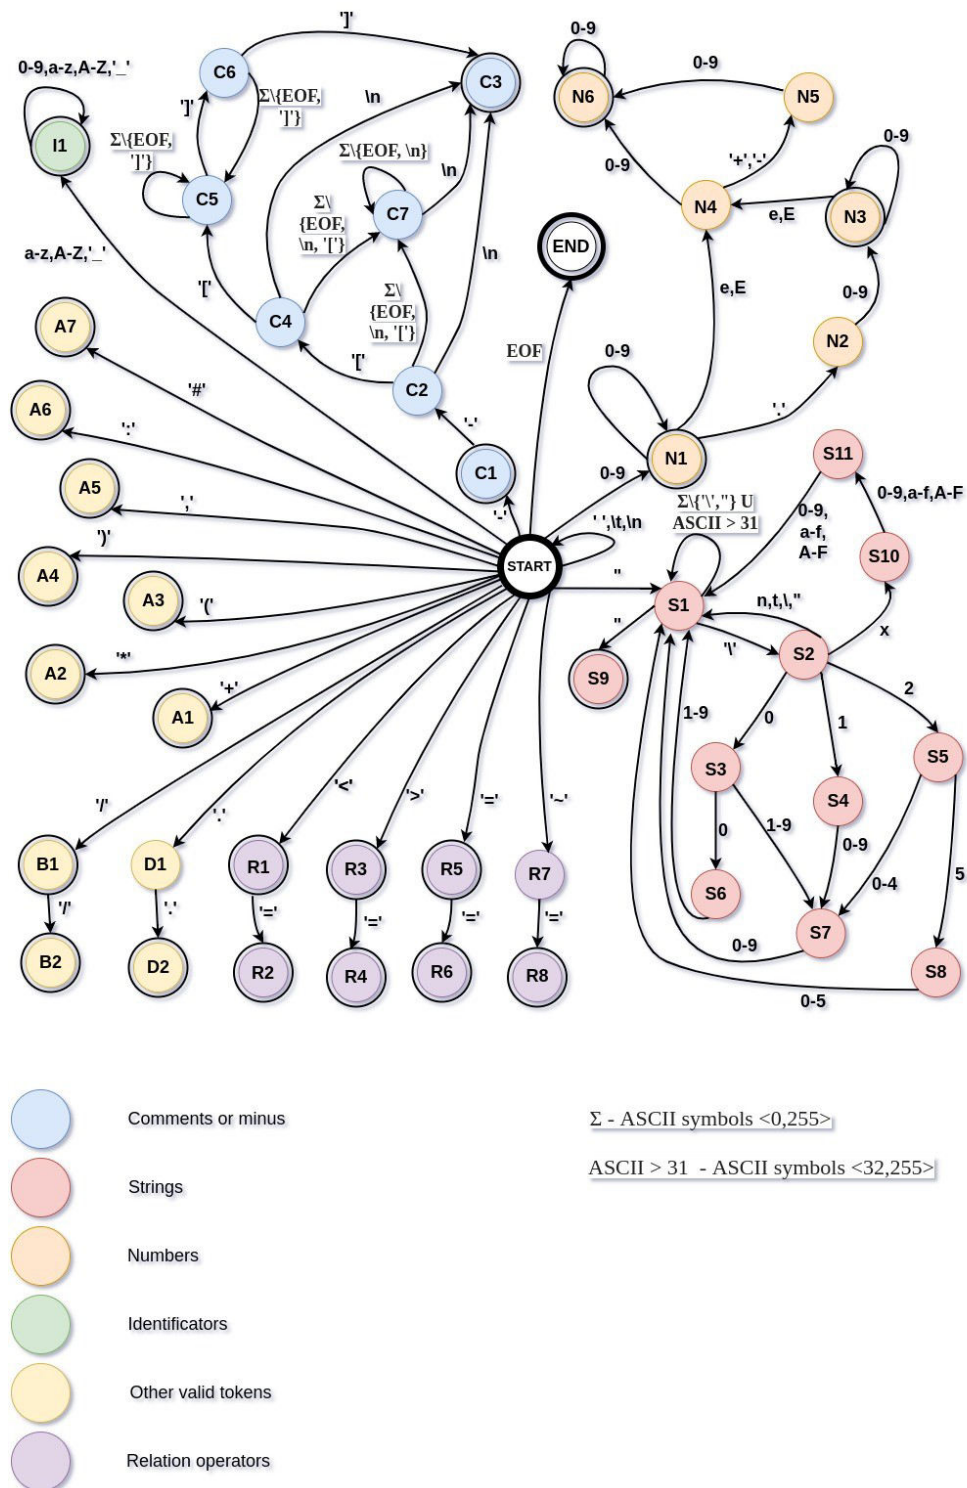 ']'
0-9
0-9,a-z,A-Z,'_'
C6
C3
0-9
N6
N5
Σ\{EOF,
']'}
\n
']'
I1
Σ\{EOF,
']'}
Σ\{EOF, \n}
\n
0-9
'+','-'
0-9
C5
C7
N4
e,E
N3
Σ\
{EOF,
\n, '['}
END
a-z,A-Z,'_'
\n
'['
e,E
0-9
Σ\
{EOF,
\n, '['}
C4
A7
EOF
0-9
N2
'['
'#'
C2
A6
':'
'-'
'.'
C1
N1
S11
A5
','
0-9
0-9,a-f,A-F
Σ\{'\',"} U
ASCII > 31
'-'
' ',\t,\n
0-9,
a-f,
A-F
')'
START
S10
A4
"
A3
'('
S1
n,t,\,"
"
'\'
S2
x
'*'
A2
S9
'+'
A1
1-9
0
1
2
S3
S5
'/'
'.'
'<'
'>'
'='
'~'
S4
0
1-9
0-9
B1
D1
R1
R3
R5
R7
S6
0-4
5
'/'
'.'
'='
'='
'='
'='
S7
0-9
B2
D2
R2
R4
R6
R8
S8
0-5
Comments or minus
Σ - ASCII symbols <0,255>
ASCII > 31 - ASCII symbols <32,255>
Strings
Numbers
Identificators
Other valid tokens
Relation operators